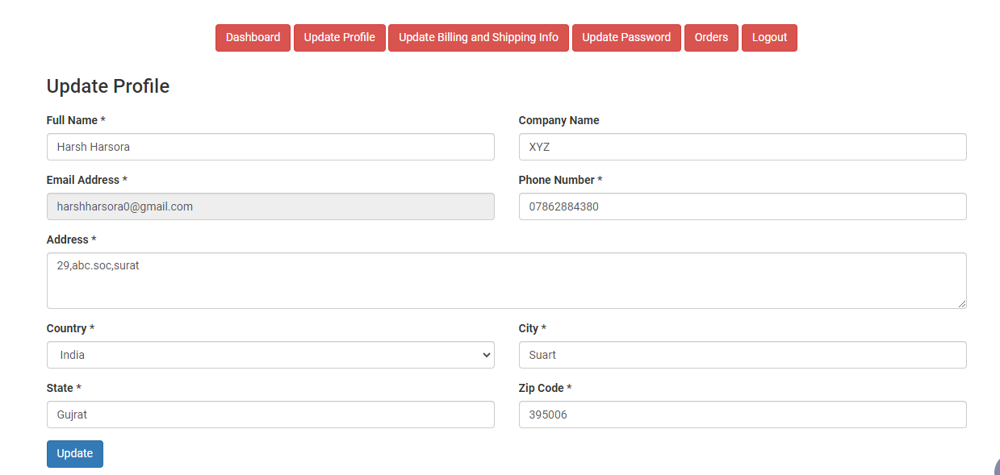 Dashboard Update Profile Update Billing and Shipping Info Update Password Orders Logout
Update Profile
Full Name * Company Name
Harsh Harsora XYZ
Email Address * Phone Number *
harshharsora0@gmail.com 07862884380
Address *
29,abc.soc,surat
Country * City *
India Suart
State * Zip Code *
Gujrat 395006
Update